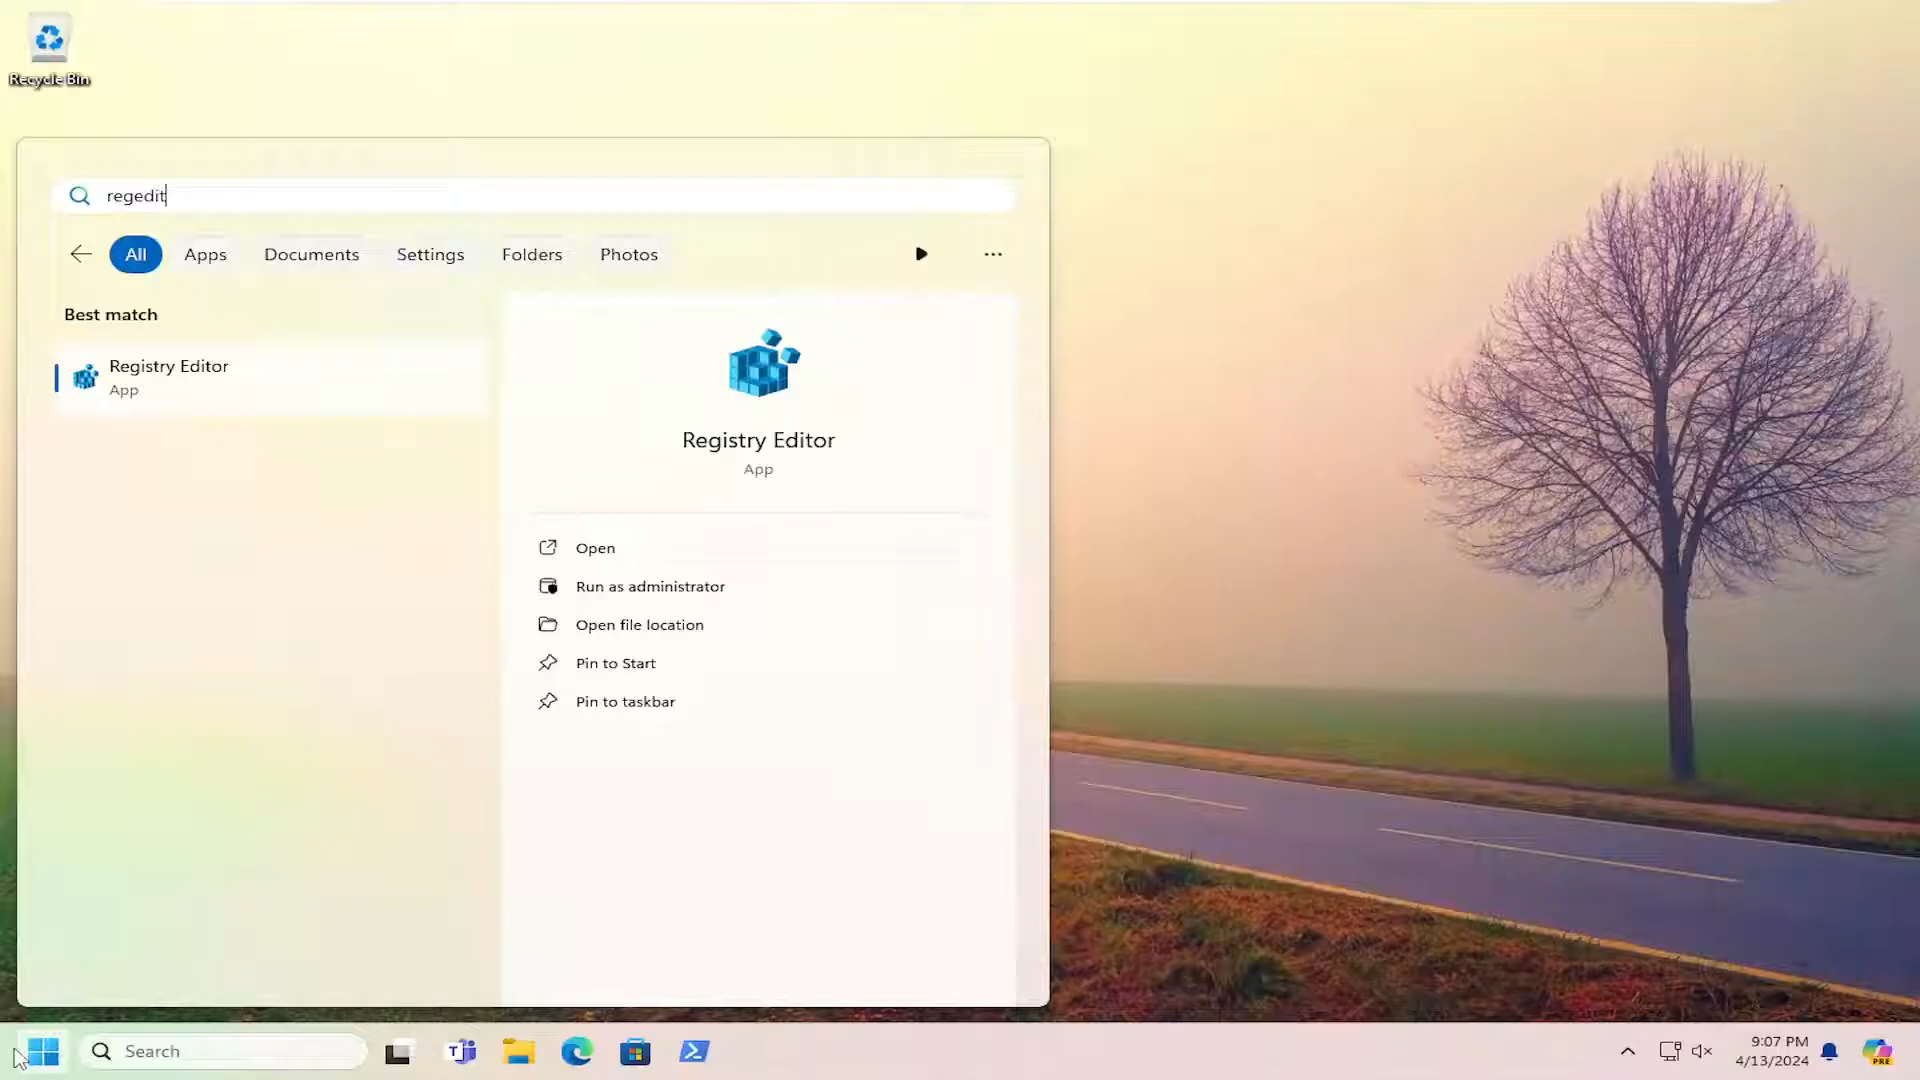 Recycle Bin
regedit
All Apps Documents Settings Folders Photos
Best match
Registry Editor
App
Registry Editor
App
Open
Run as administrator
Open file location
Pin to Start
Pin to taskbar
Search
9:07 PM
4/13/2024
PRE